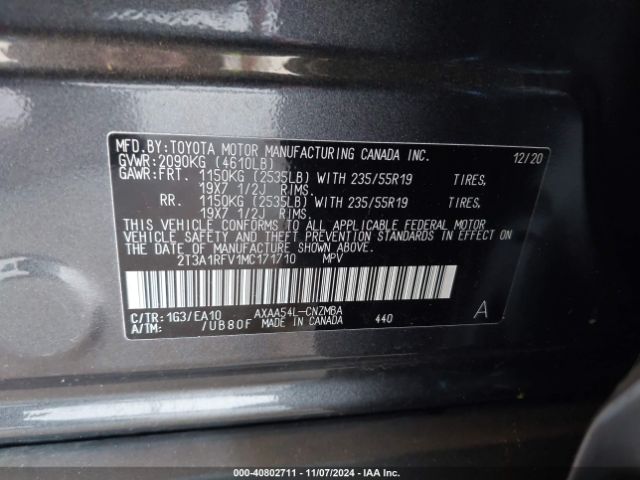 MFD.BY:TOYOTA MOTOR MANUFACTURING CANADA INC. 12/20
GVWR:2090KG (4610LB)
GAWR:FRT. 1150KG (2535LB) WITH 235/55R19 TIRES,
19X7 1/2J RIMS.
RR. 1150KG (2535LB) WITH 235/55R19 TIRES,
19X7 1/2J RIMS.
THIS VEHICLE CONFORMS TO ALL APPLICABLE FEDERAL MOTOR
VEHICLE SAFETY AND THEFT PREVENTION STANDARDS IN EFFECT ON
THE DATE OF MANUFACTURE SHOWN ABOVE.
2T3A1RFV1MC171710 MPV
C/TR:1G3/EA10 AXAA54L-CNZMBA 440 A
A/TM: /UB80F MADE IN CANADA
000-40802711 - 11/07/2024 - IAA Inc.